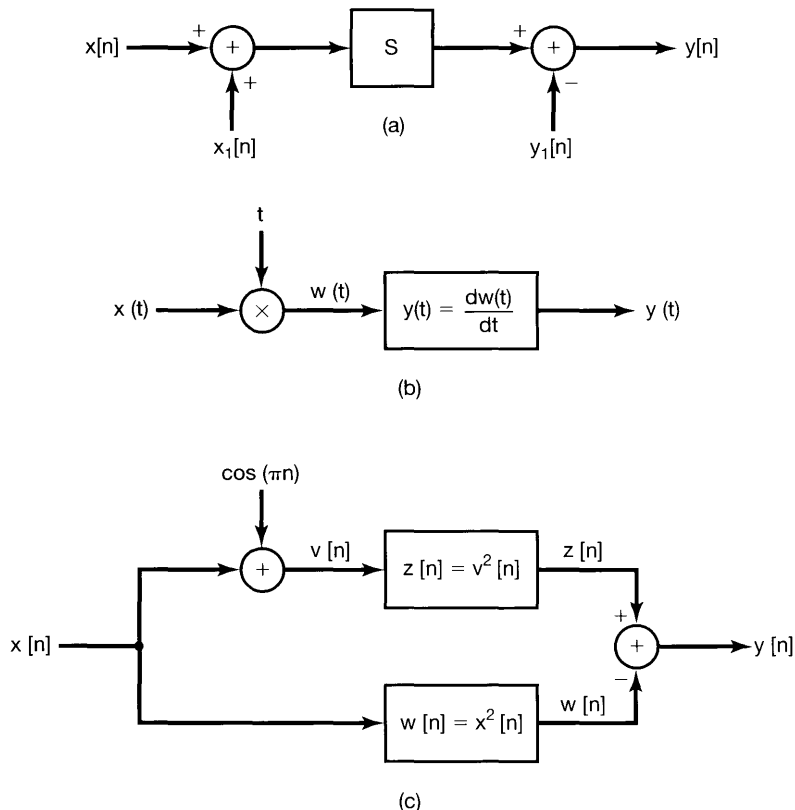 x[n] + + S + + y[n]
+ −
x₁[n] y₁[n]
(a)
t
x (t) × w (t) y(t) = dw(t)/dt y (t)
(b)
cos (πn)
+ v [n] z [n] = v² [n] z [n]
+
x [n] + y [n]
−
w [n] = x² [n] w [n]
(c)